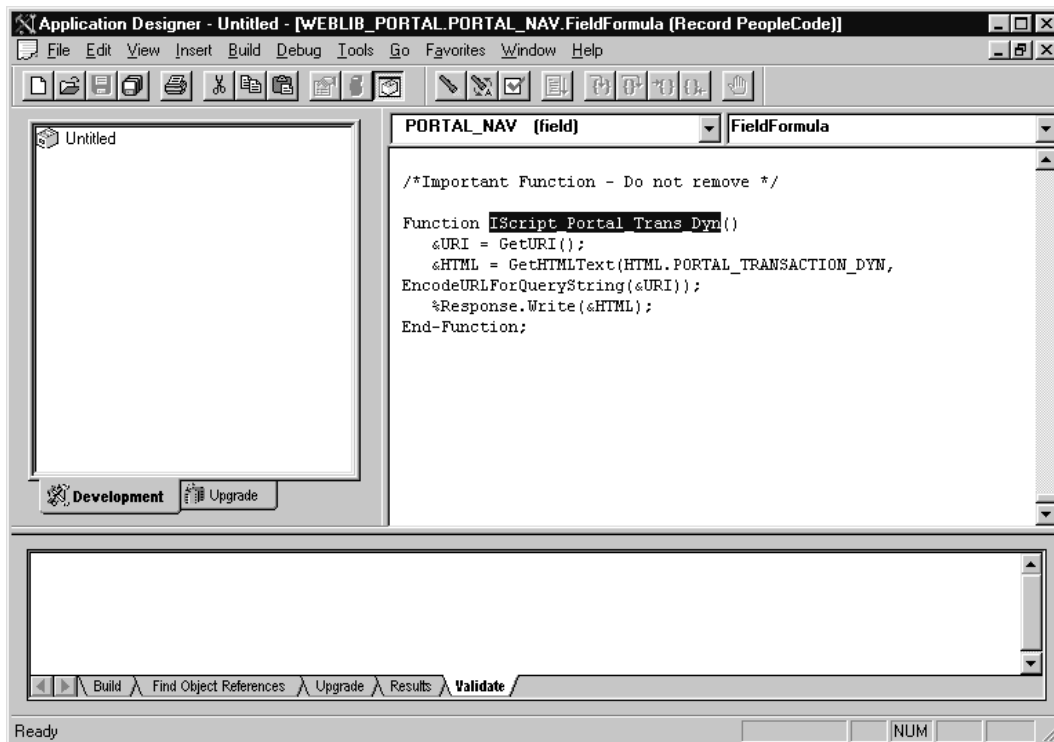 Application Designer - Untitled - [WEBLIB_PORTAL.PORTAL_NAV.FieldFormula (Record PeopleCode)]
File Edit View Insert Build Debug Tools Go Favorites Window Help
Untitled
PORTAL_NAV (field) FieldFormula
/*Important Function - Do not remove */
Function IScript_Portal_Trans_Dyn()
&URI = GetURI();
&HTML = GetHTMLText(HTML.PORTAL_TRANSACTION_DYN,
EncodeURLForQueryString(&URI));
%Response.Write(&HTML);
End-Function;
Development Upgrade
Build Find Object References Upgrade Results Validate
Ready NUM